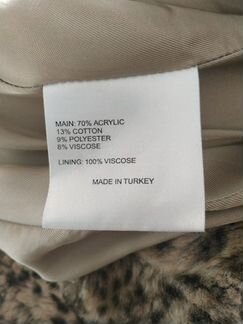 MAIN: 70% ACRYLIC
13% COTTON
9% POLYESTER
8% VISCOSE
LINING: 100% VISCOSE
MADE IN TURKEY